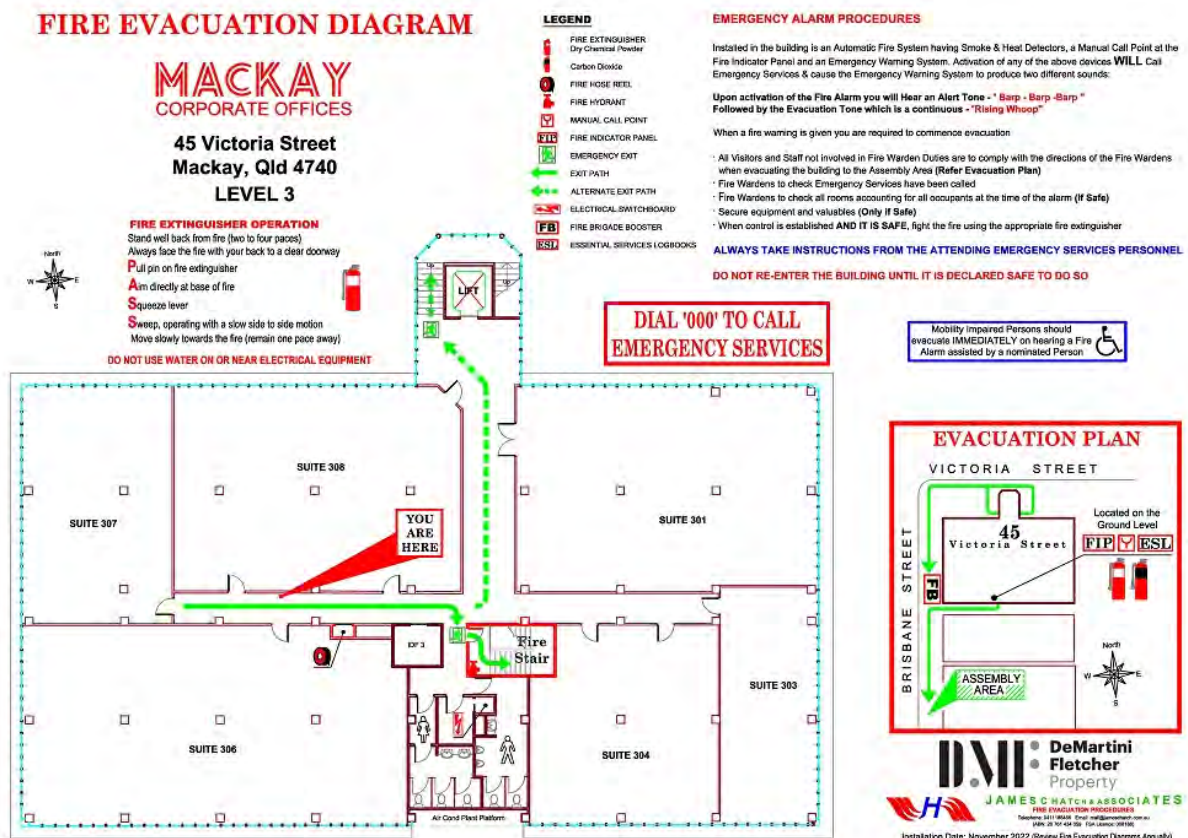 FIRE EVACUATION DIAGRAM
MACKAY
CORPORATE OFFICES
45 Victoria Street
Mackay, Qld 4740
LEVEL 3
FIRE EXTINGUISHER OPERATION
Stand well back from fire (two to four paces)
Always face the fire with your back to a clear doorway
Pull pin on fire extinguisher
Aim directly at base of fire
Squeeze lever
Sweep, operating with a slow side to side motion
Move slowly towards the fire (remain one pace away)
DO NOT USE WATER ON OR NEAR ELECTRICAL EQUIPMENT
North
W
E
S
LEGEND
FIRE EXTINGUISHER
Dry Chemical Powder
Carbon Dioxide
FIRE HOSE REEL
FIRE HYDRANT
MANUAL CALL POINT
FIP FIRE INDICATOR PANEL
EMERGENCY EXIT
EXIT PATH
ALTERNATE EXIT PATH
ELECTRICAL SWITCHBOARD
FB FIRE BRIGADE BOOSTER
ESL ESSENTIAL SERVICES LOGBOOKS
EMERGENCY ALARM PROCEDURES
Installed in the building is an Automatic Fire System having Smoke & Heat Detectors, a Manual Call Point at the
Fire Indicator Panel and an Emergency Warning System. Activation of any of the above devices WILL Call
Emergency Services & cause the Emergency Warning System to produce two different sounds:
Upon activation of the Fire Alarm you will Hear an Alert Tone - " Barp - Barp -Barp "
Followed by the Evacuation Tone which is a continuous - "Rising Whoop"
When a fire warning is given you are required to commence evacuation
· All Visitors and Staff not involved in Fire Warden Duties are to comply with the directions of the Fire Wardens
when evacuating the building to the Assembly Area (Refer Evacuation Plan)
· Fire Wardens to check Emergency Services have been called
· Fire Wardens to check all rooms accounting for all occupants at the time of the alarm (If Safe)
· Secure equipment and valuables (Only if Safe)
· When control is established AND IT IS SAFE, fight the fire using the appropriate fire extinguisher
ALWAYS TAKE INSTRUCTIONS FROM THE ATTENDING EMERGENCY SERVICES PERSONNEL
DO NOT RE-ENTER THE BUILDING UNTIL IT IS DECLARED SAFE TO DO SO
DIAL '000' TO CALL
EMERGENCY SERVICES
Mobility Impaired Persons should
evacuate IMMEDIATELY on hearing a Fire
Alarm assisted by a nominated Person
Up
LIFT
Up
SUITE 307
SUITE 308
YOU
ARE
HERE
SUITE 301
IDF 3
Fire
Stair
SUITE 303
SUITE 306
SUITE 304
Air Cond Plant Platform
EVACUATION PLAN
VICTORIA STREET
BRISBANE STREET
45
Victoria Street
Located on the
Ground Level
FIP ESL
FB
North
W
E
S
ASSEMBLY
AREA
DMF:
DeMartini
Fletcher
Property
H
JAMES C HATCH & ASSOCIATES
FIRE EVACUATION PROCEDURES
Installation Date: November 2022 (Review Fire Evacuation Diagrams Annually)